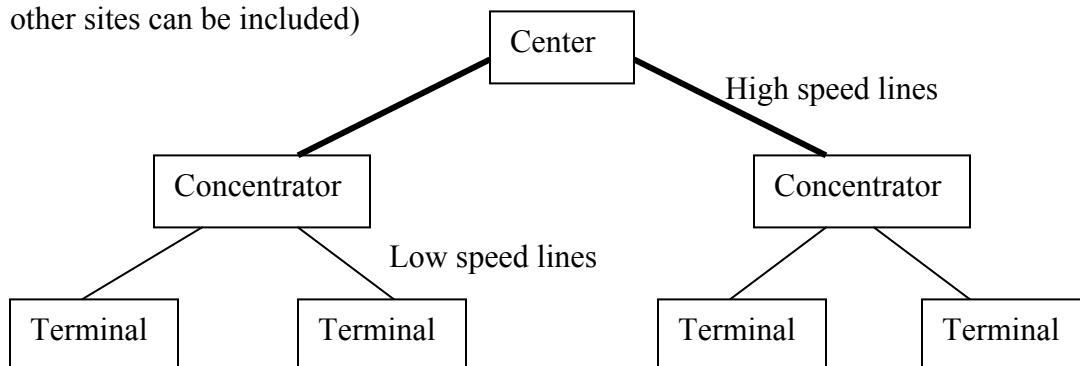 other sites can be included)
Center
High speed lines
Concentrator
Concentrator
Low speed lines
Terminal
Terminal
Terminal
Terminal